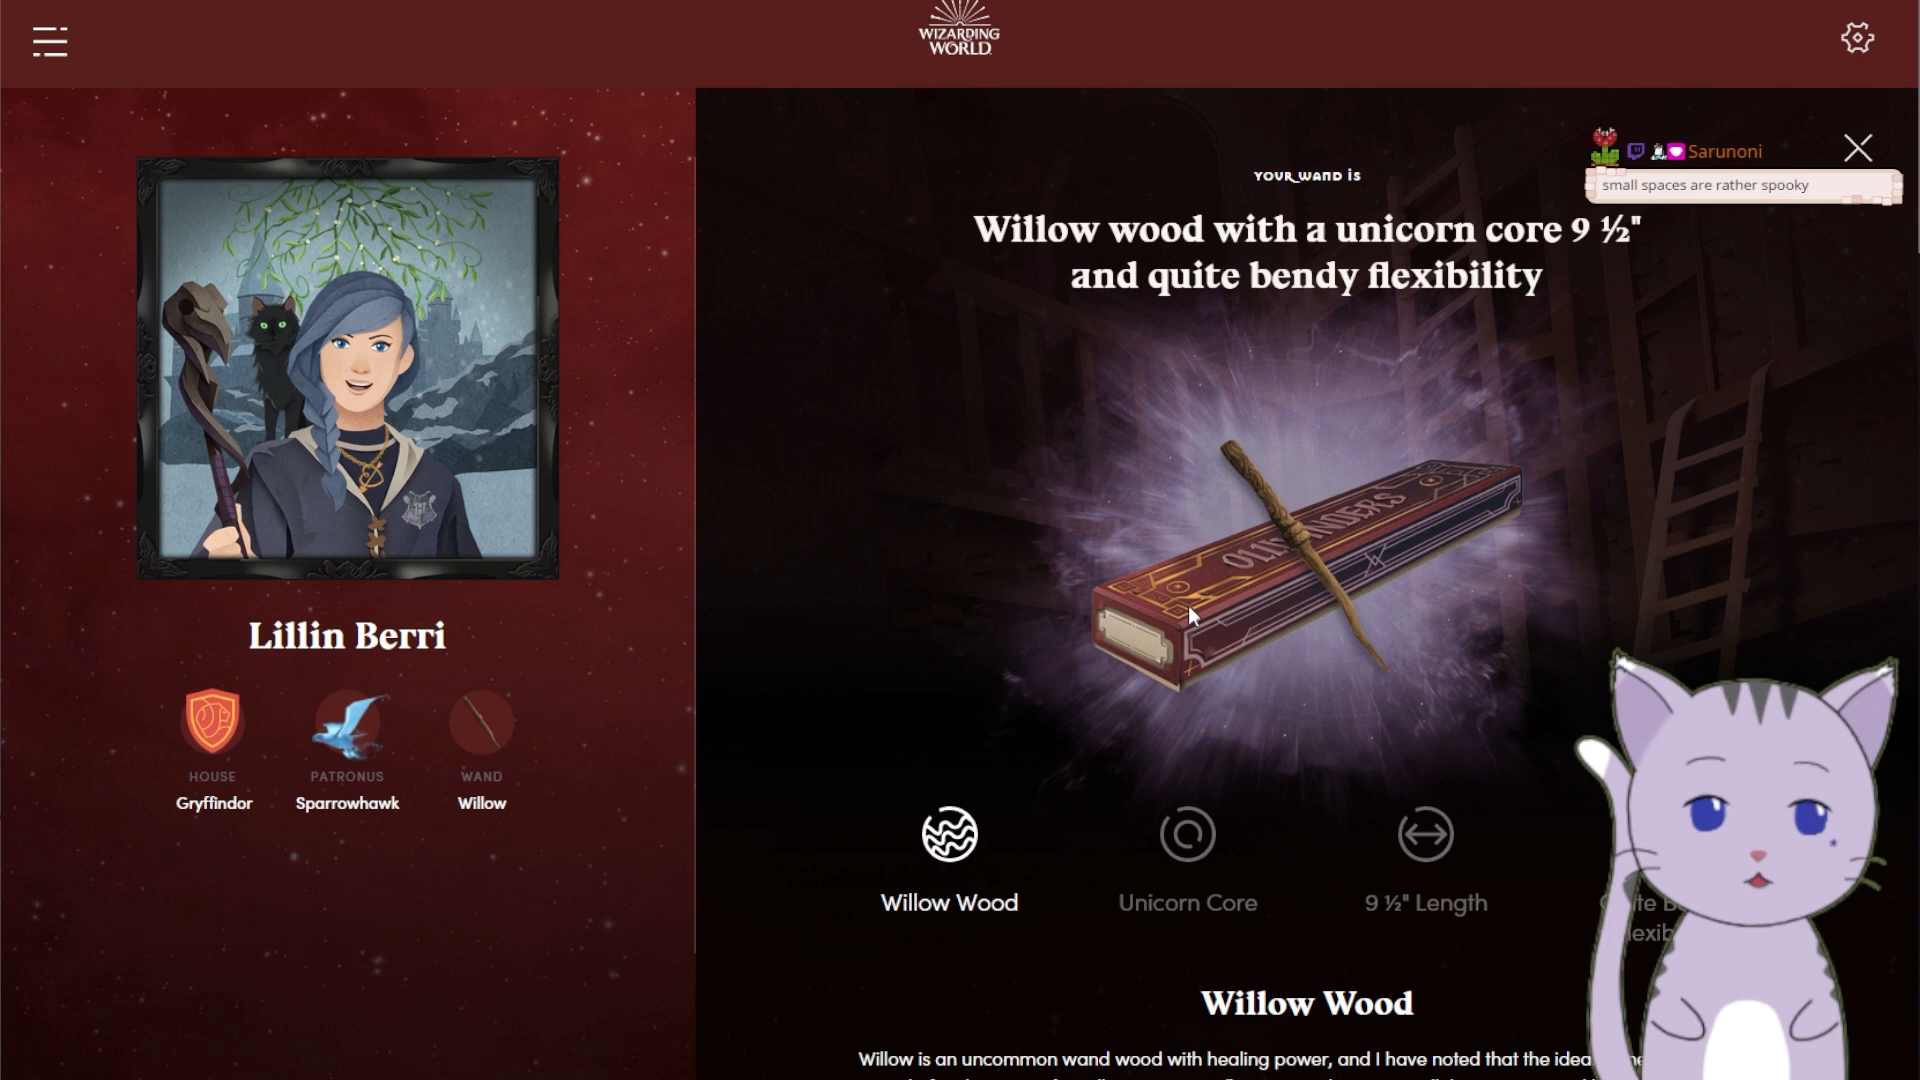 WIZARDING
WORLD
Sarunoni
small spaces are rather spooky
YOUR WAND IS
Willow wood with a unicorn core 9 ½"
and quite bendy flexibility
OLLIVANDERS
Lillin Berri
HOUSE
Gryffindor
PATRONUS
Sparrowhawk
WAND
Willow
Willow Wood
Unicorn Core
9 ½" Length
Willow Wood
Willow is an uncommon wand wood with healing power, and I have noted that the idea